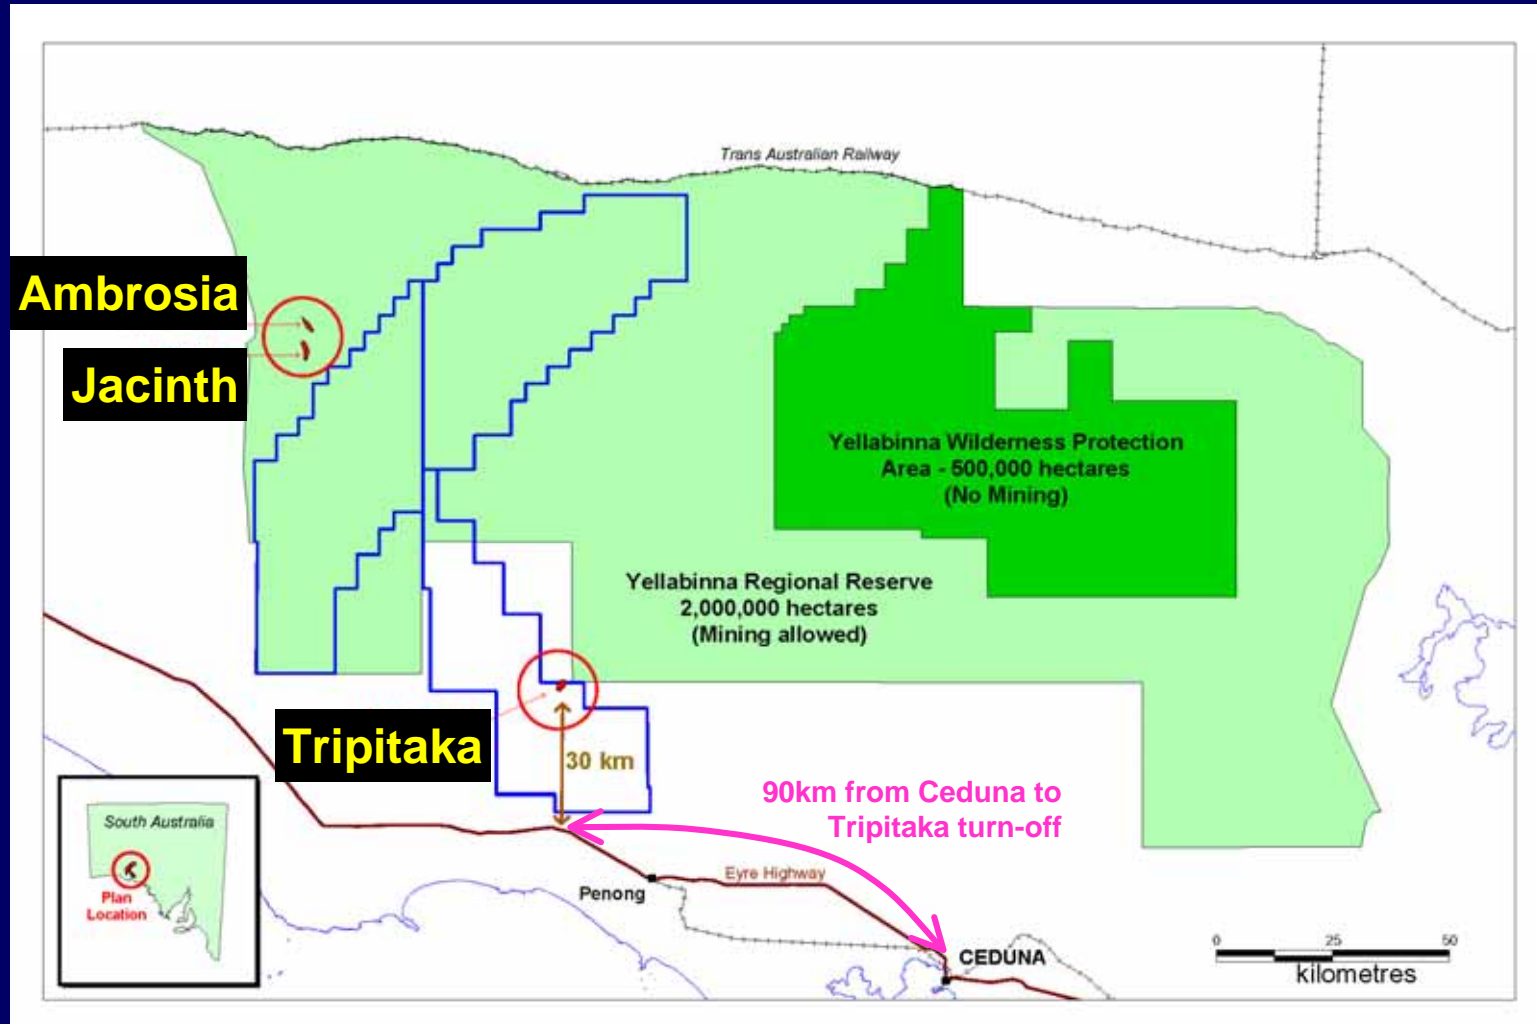 Trans Australian Railway
Ambrosia
Jacinth
Yellabinna Wilderness Protection
Area - 500,000 hectares
(No Mining)
Yellabinna Regional Reserve
2,000,000 hectares
(Mining allowed)
Tripitaka
30 km
90km from Ceduna to
Tripitaka turn-off
South Australia
Plan
Location
Eyre Highway
Penong
CEDUNA
0 25 50
kilometres